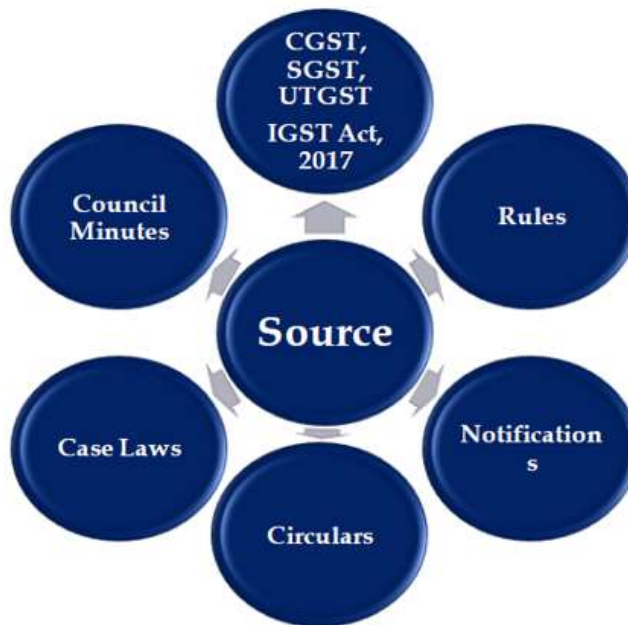 CGST,
SGST,
UTGST
IGST Act,
2017
Council
Minutes
Rules
Source
Case Laws
Notification
s
Circulars